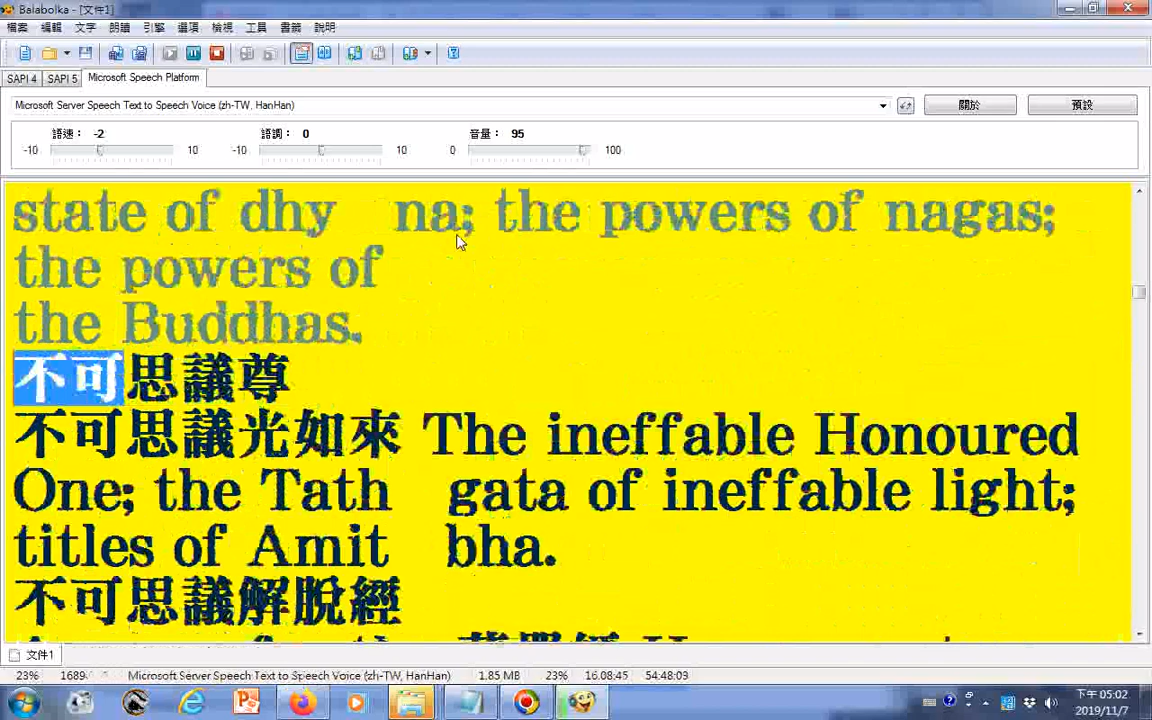 Balabolka - [文件1]
檔案 編輯 文字 朗讀 引擎 選項 檢視 工具 書籤 說明
SAPI 4 SAPI 5 Microsoft Speech Platform
Microsoft Server Speech Text to Speech Voice (zh-TW, HanHan) 關於 預設
語速： -2 語調： 0 音量： 95
-10 10 -10 10 0 100
state of dhy na; the powers of nagas;
the powers of
the Buddhas.
不可思議尊
不可思議光如來 The ineffable Honoured
One; the Tath gata of ineffable light;
titles of Amit bha.
不可思議解脫經
文件1
23% 1689 Microsoft Server Speech Text to Speech Voice (zh-TW, HanHan) 1.85 MB 23% 16:08:45 54:48:03
下午 05:02
2019/11/7